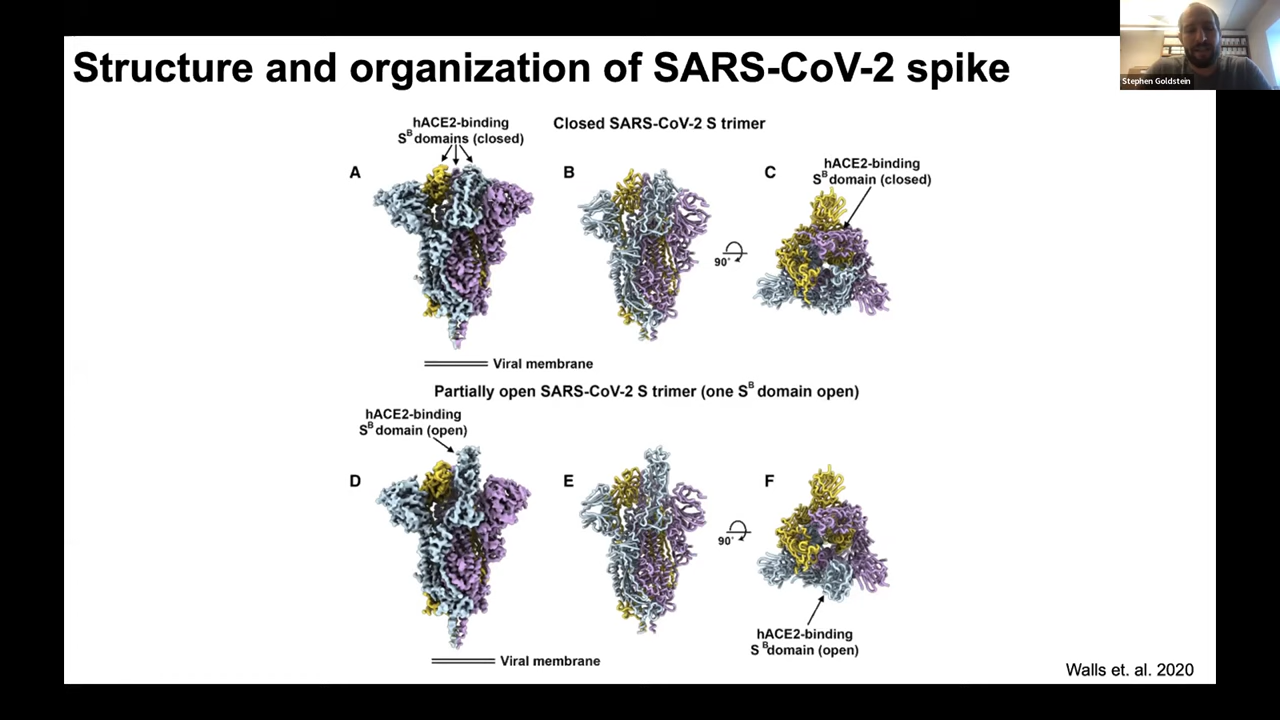 Structure and organization of SARS-CoV-2 spike
Stephen Goldstein
hACE2-binding
S^B domains (closed)
Closed SARS-CoV-2 S trimer
A
B
C
hACE2-binding
S^B domain (closed)
90°
Viral membrane
Partially open SARS-CoV-2 S trimer (one S^B domain open)
hACE2-binding
S^B domain (open)
D
E
F
90°
hACE2-binding
S^B domain (open)
Viral membrane
Walls et. al. 2020